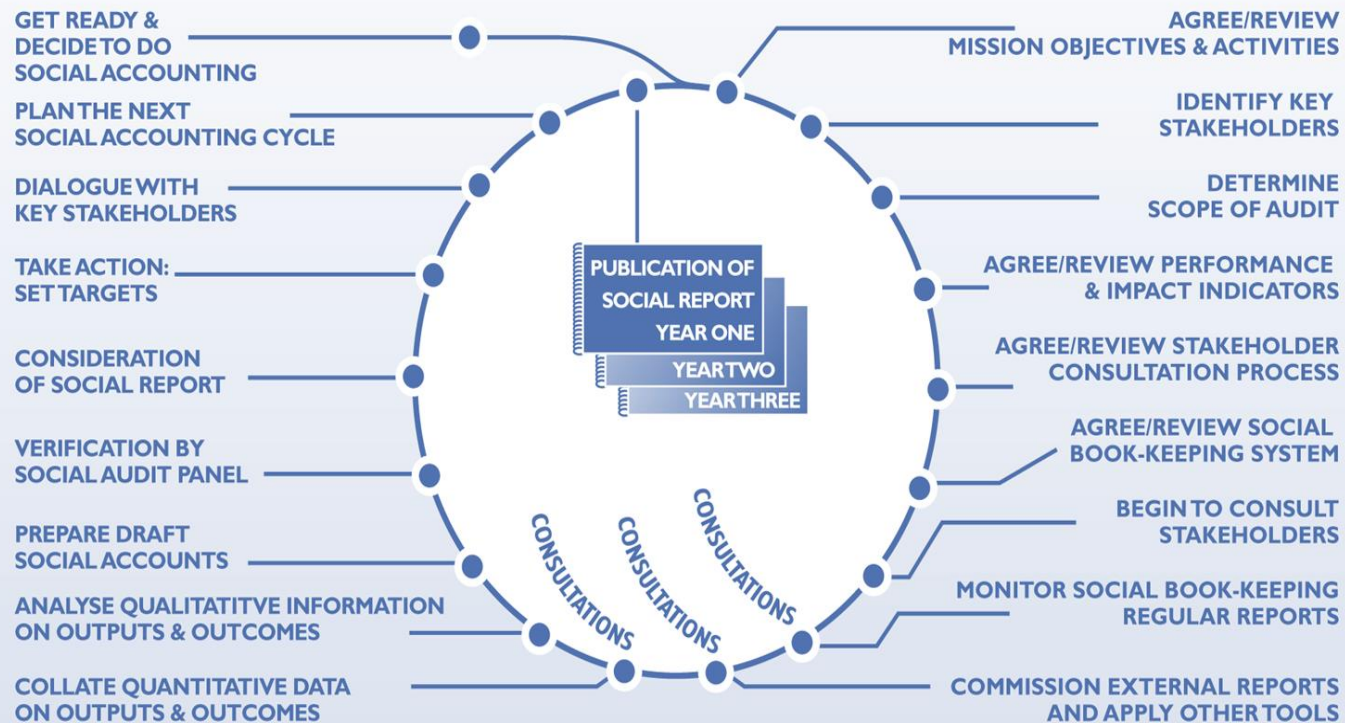 GET READY &
DECIDE TO DO
SOCIAL ACCOUNTING
PLAN THE NEXT
SOCIAL ACCOUNTING CYCLE
DIALOGUE WITH
KEY STAKEHOLDERS
TAKE ACTION:
SET TARGETS
CONSIDERATION
OF SOCIAL REPORT
VERIFICATION BY
SOCIAL AUDIT PANEL
PREPARE DRAFT
SOCIAL ACCOUNTS
ANALYSE QUALITATITVE INFORMATION
ON OUTPUTS & OUTCOMES
COLLATE QUANTITATIVE DATA
ON OUTPUTS & OUTCOMES
PUBLICATION OF
SOCIAL REPORT
YEAR ONE
YEAR TWO
YEAR THREE
CONSULTATIONS
CONSULTATIONS
CONSULTATIONS
AGREE/REVIEW
MISSION OBJECTIVES & ACTIVITIES
IDENTIFY KEY
STAKEHOLDERS
DETERMINE
SCOPE OF AUDIT
AGREE/REVIEW PERFORMANCE
& IMPACT INDICATORS
AGREE/REVIEW STAKEHOLDER
CONSULTATION PROCESS
AGREE/REVIEW SOCIAL
BOOK-KEEPING SYSTEM
BEGIN TO CONSULT
STAKEHOLDERS
MONITOR SOCIAL BOOK-KEEPING
REGULAR REPORTS
COMMISSION EXTERNAL REPORTS
AND APPLY OTHER TOOLS